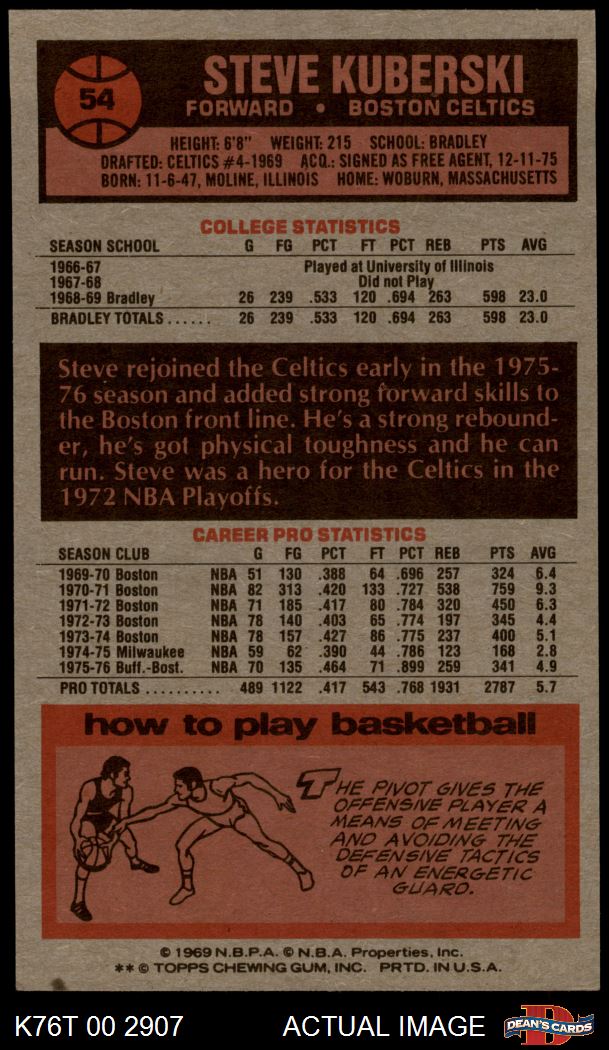 54
STEVE KUBERSKI
FORWARD • BOSTON CELTICS
HEIGHT: 6'8" WEIGHT: 215 SCHOOL: BRADLEY
DRAFTED: CELTICS #4-1969 ACQ.: SIGNED AS FREE AGENT, 12-11-75
BORN: 11-6-47, MOLINE, ILLINOIS HOME: WOBURN, MASSACHUSETTS
COLLEGE STATISTICS
SEASON SCHOOL G FG PCT FT PCT REB PTS AVG
1966-67 Played at University of Illinois
1967-68 Did not Play
1968-69 Bradley 26 239 .533 120 .694 263 598 23.0
BRADLEY TOTALS...... 26 239 .533 120 .694 263 598 23.0
Steve rejoined the Celtics early in the 1975-
76 season and added strong forward skills to
the Boston front line. He's a strong rebound-
er, he's got physical toughness and he can
run. Steve was a hero for the Celtics in the
1972 NBA Playoffs.
CAREER PRO STATISTICS
SEASON CLUB G FG PCT FT PCT REB PTS AVG
1969-70 Boston NBA 51 130 .388 64 .696 257 324 6.4
1970-71 Boston NBA 82 313 .420 133 .727 538 759 9.3
1971-72 Boston NBA 71 185 .417 80 .784 320 450 6.3
1972-73 Boston NBA 78 140 .403 65 .774 197 345 4.4
1973-74 Boston NBA 78 157 .427 86 .775 237 400 5.1
1974-75 Milwaukee NBA 59 62 .390 44 .786 123 168 2.8
1975-76 Buff.-Bost. NBA 70 135 .464 71 .899 259 341 4.9
PRO TOTALS .......... 489 1122 .417 543 .768 1931 2787 5.7
how to play basketball
THE PIVOT GIVES THE
OFFENSIVE PLAYER A
MEANS OF MEETING
AND AVOIDING THE
DEFENSIVE TACTICS
OF AN ENERGETIC
GUARD.
© 1969 N.B.P.A. © N.B.A. Properties, Inc.
** © TOPPS CHEWING GUM, INC. PRTD. IN U.S.A.
K76T 00 2907 ACTUAL IMAGE
D
DEAN'S CARDS